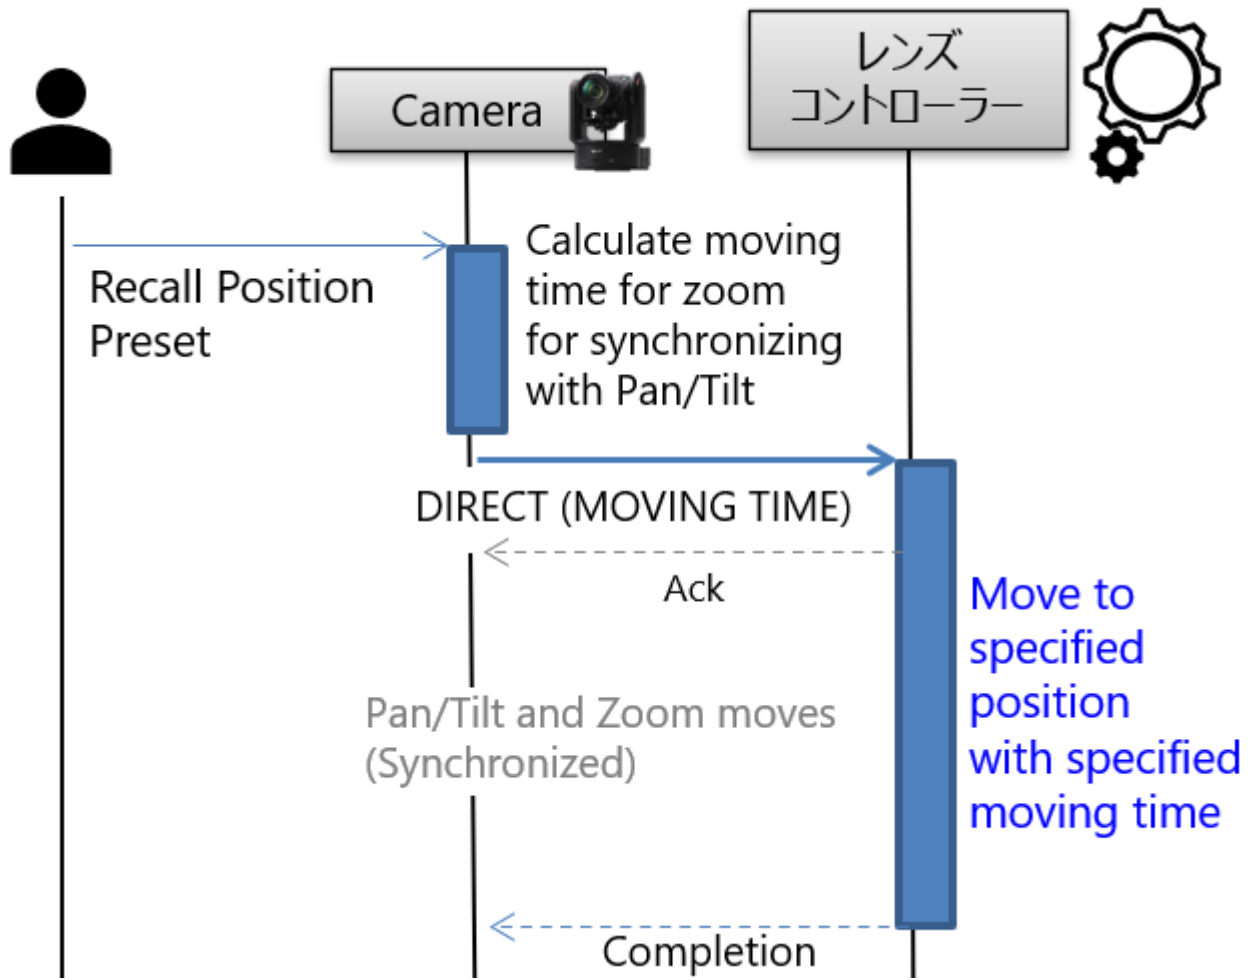 レンズ
コントローラー
Camera
Calculate moving
time for zoom
for synchronizing
with Pan/Tilt
Recall Position
Preset
DIRECT (MOVING TIME)
Ack
Move to
specified
position
with specified
moving time
Pan/Tilt and Zoom moves
(Synchronized)
Completion